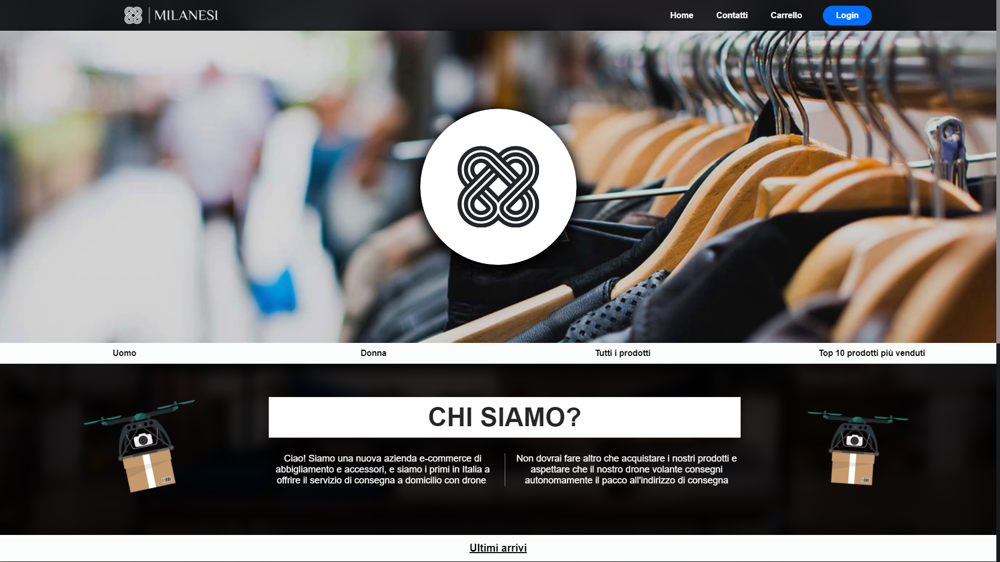 MILANESI
Home
Contatti
Carrello
Login
Uomo
Donna
Tutti i prodotti
Top 10 prodotti più venduti
CHI SIAMO?
Ciao! Siamo una nuova azienda e-commerce di
abbigliamento e accessori, e siamo i primi in Italia a
offrire il servizio di consegna a domicilio con drone
Non dovrai fare altro che acquistare i nostri prodotti e
aspettare che il nostro drone volante consegni
autonomamente il pacco all'indirizzo di consegna
Ultimi arrivi